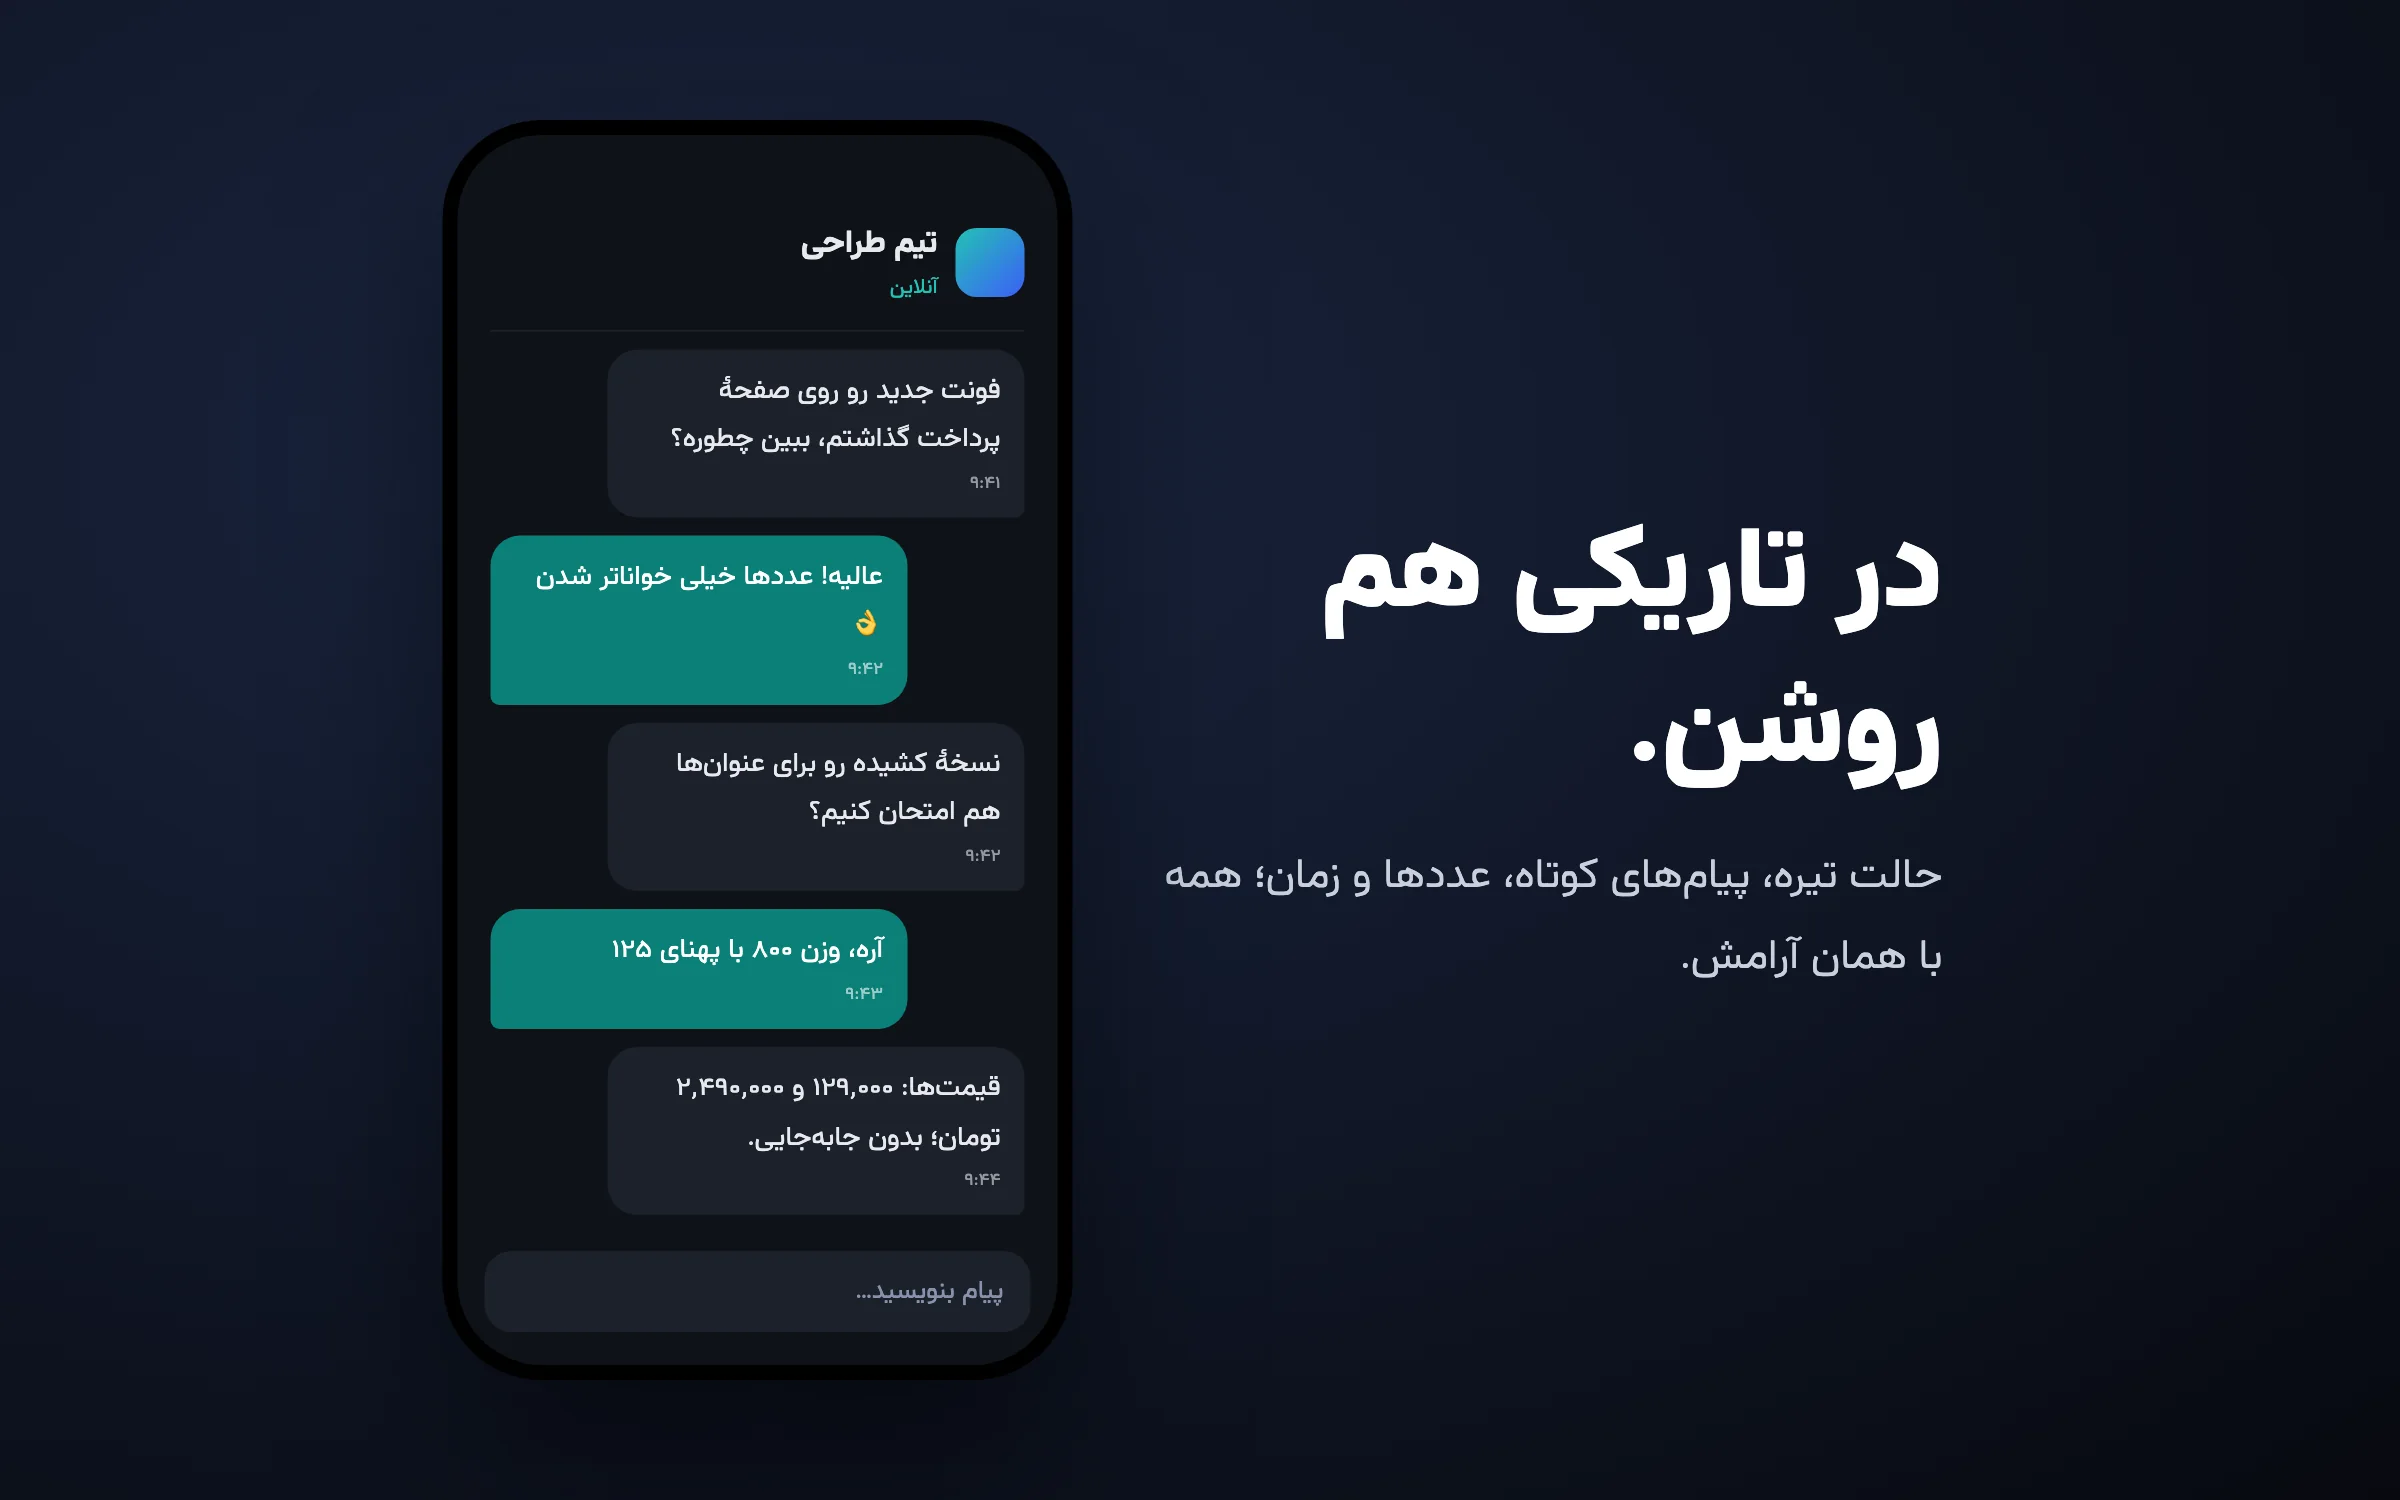 در تاریکی هم
روشن.
حالت تیره، پیام‌های کوتاه، عددها و زمان؛ همه
با همان آرامش.
تیم طراحی
آنلاین
فونت جدید رو روی صفحهٔ
پرداخت گذاشتم، ببین چطوره؟
۹:۴۱
عالیه! عددها خیلی خواناتر شدن
👌
۹:۴۲
نسخهٔ کشیده رو برای عنوان‌ها
هم امتحان کنیم؟
۹:۴۲
آره، وزن ۸۰۰ با پهنای ۱۲۵
۹:۴۳
قیمت‌ها: ۱۲۹,۰۰۰ و ۲,۴۹۰,۰۰۰
تومان؛ بدون جابه‌جایی.
۹:۴۴
پیام بنویسید...